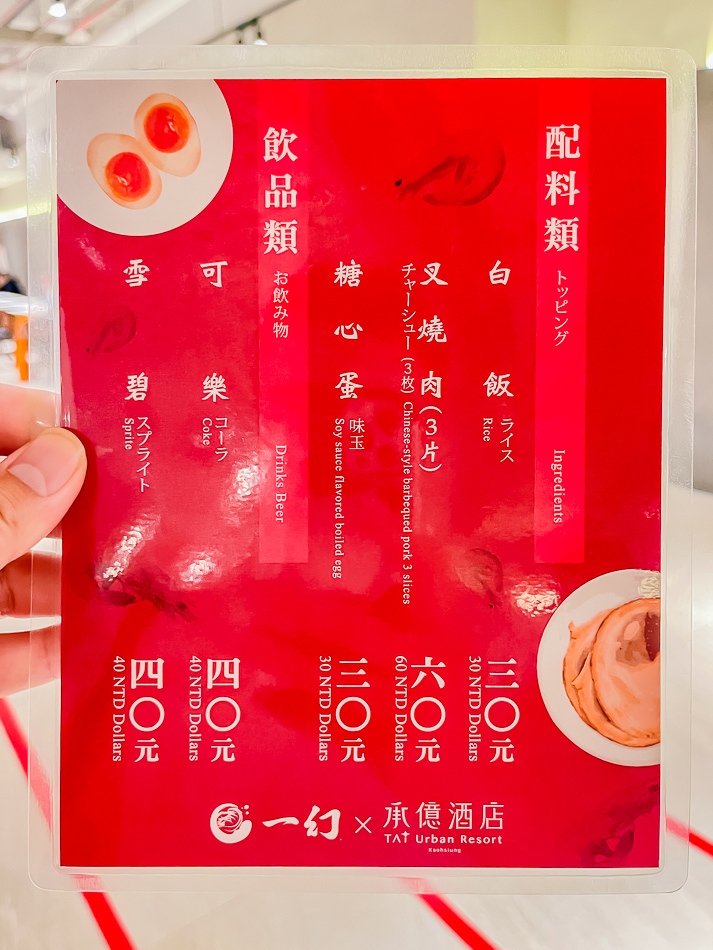 配料類 トッピング Ingredients
白飯 ライス
Rice
三〇元
30 NTD Dollars
叉燒肉(3片)
チャーシュー(3枚) Chinese-style barbequed pork 3 slices
六〇元
60 NTD Dollars
糖心蛋 味玉
Soy sauce flavored boiled egg
三〇元
30 NTD Dollars
飲品類 お飲み物 Drinks Beer
可樂 コーラ
Coke
四〇元
40 NTD Dollars
雪碧 スプライト
Sprite
四〇元
40 NTD Dollars
一幻 × 承億酒店
TAI Urban Resort
Kaohsiung